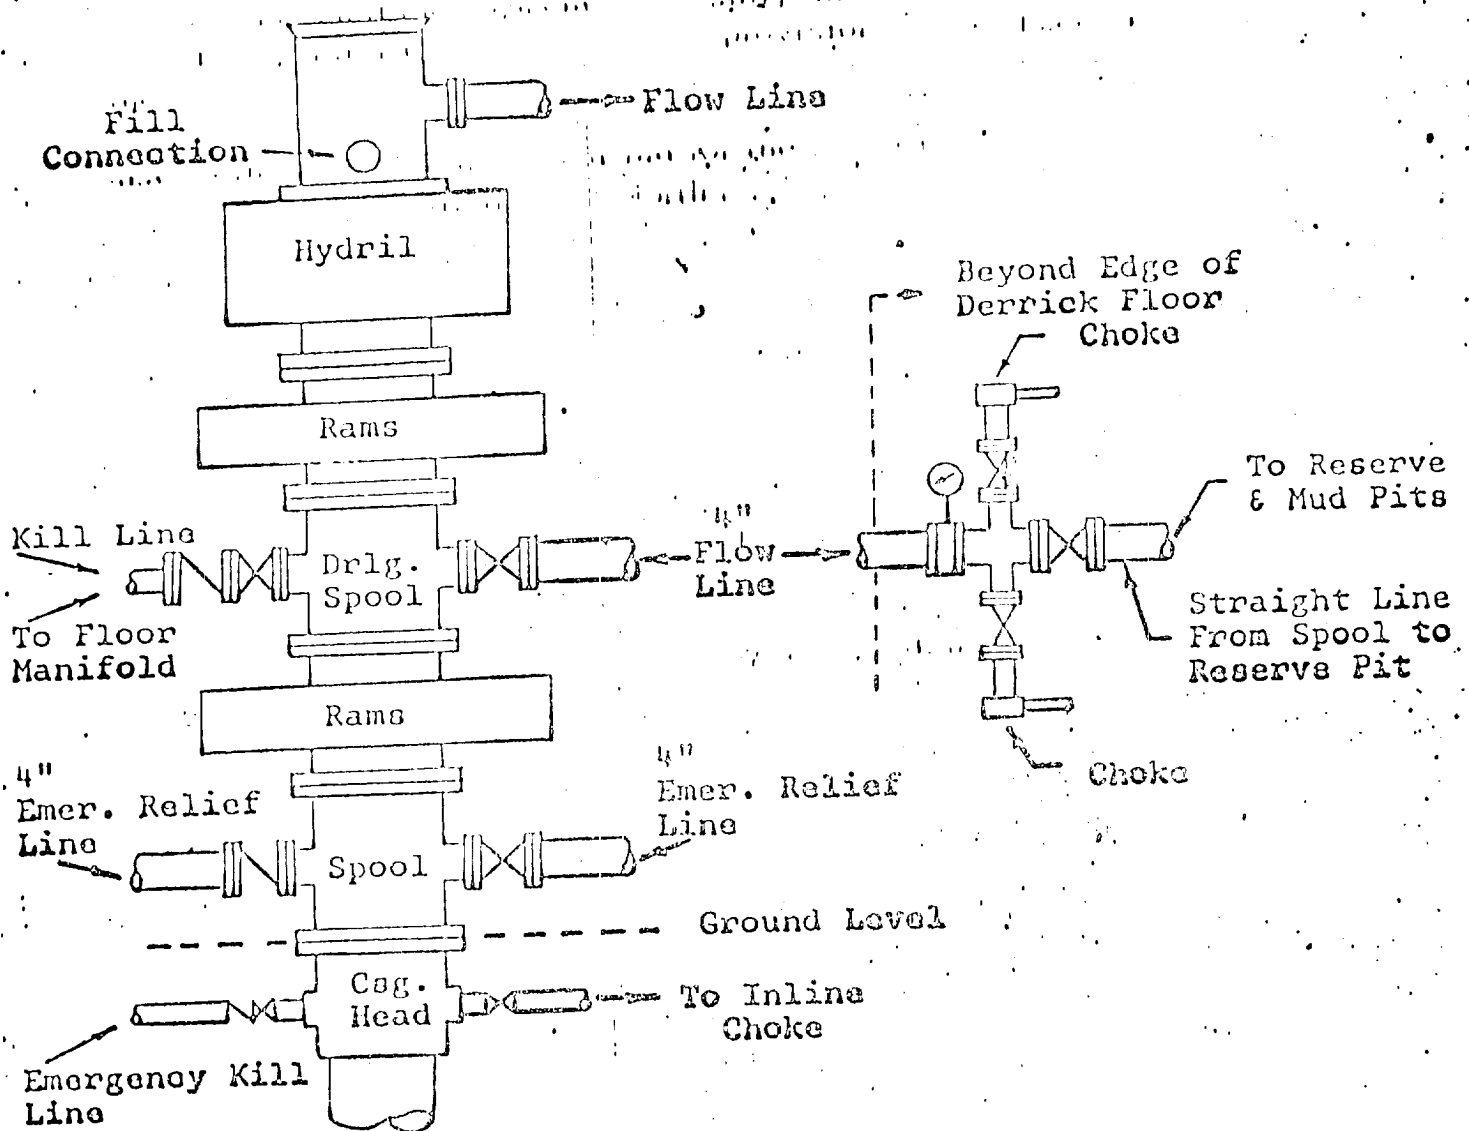 Flow Line
Fill
Connection
Hydril
Beyond Edge of
Derrick Floor
Choke
Rams
To Reserve
& Mud Pits
Kill Line
Drlg.
Spool
4"
Flow
Line
To Floor
Manifold
Straight Line
From Spool to
Reserve Pit
Rams
4"
Emer. Relief
Line
4"
Emer. Relief
Line
Choke
Spool
Ground Level
Csg.
Head
To Inline
Choke
Emergency Kill
Line